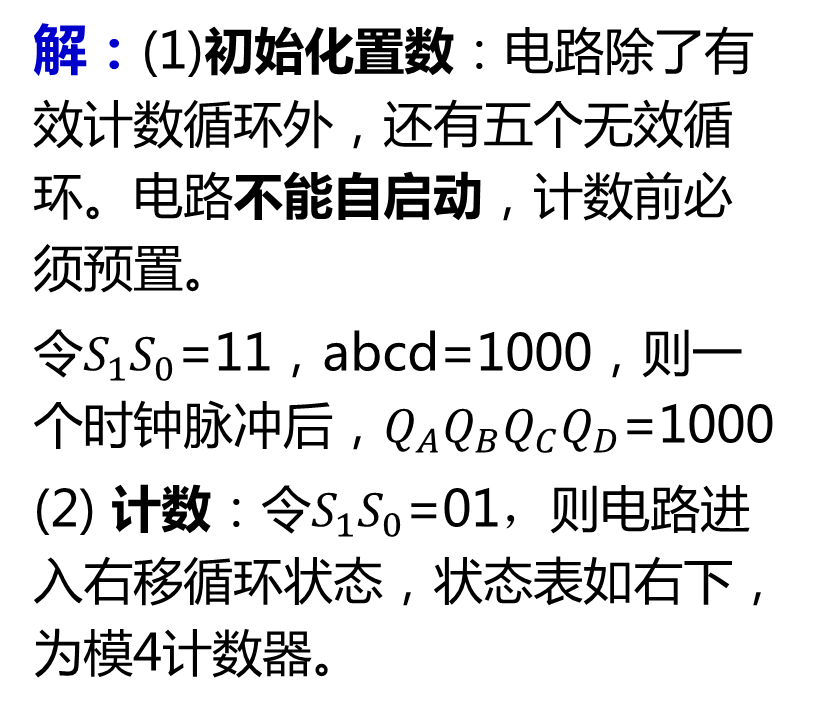 解：(1)初始化置数：电路除了有
效计数循环外，还有五个无效循
环。电路不能自启动，计数前必
须预置。
令S₁S₀=11，abcd=1000，则一
个时钟脉冲后，Q_AQ_BQ_CQ_D=1000
(2) 计数：令S₁S₀=01，则电路进
入右移循环状态，状态表如右下，
为模4计数器。